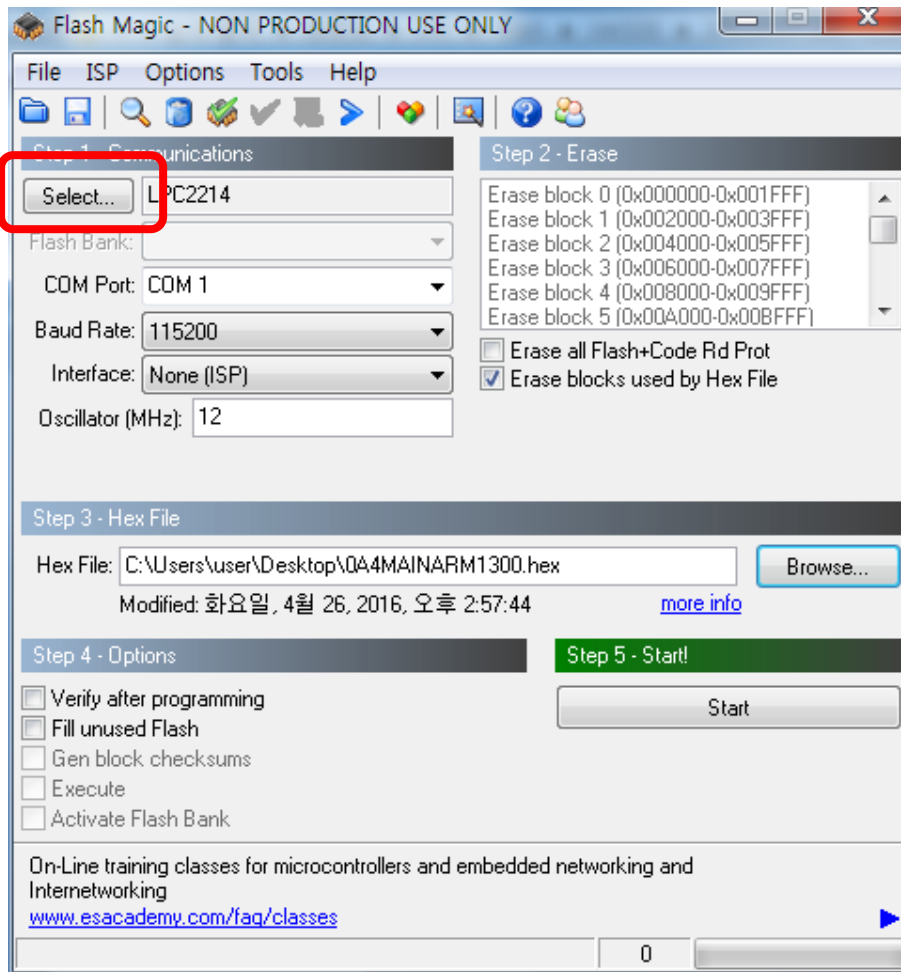 Flash Magic - NON PRODUCTION USE ONLY
File ISP Options Tools Help
Step 1 - Communications
Select... LPC2214
Flash Bank:
COM Port: COM 1
Baud Rate: 115200
Interface: None (ISP)
Oscillator (MHz): 12
Step 2 - Erase
Erase block 0 (0x000000-0x001FFF)
Erase block 1 (0x002000-0x003FFF)
Erase block 2 (0x004000-0x005FFF)
Erase block 3 (0x006000-0x007FFF)
Erase block 4 (0x008000-0x009FFF)
Erase block 5 (0x00A000-0x00BFFF)
Erase all Flash+Code Rd Prot
Erase blocks used by Hex File
Step 3 - Hex File
Hex File: C:\Users\user\Desktop\0A4MAINARM1300.hex Browse...
Modified: 화요일, 4월 26, 2016, 오후 2:57:44 more info
Step 4 - Options
Verify after programming
Fill unused Flash
Gen block checksums
Execute
Activate Flash Bank
Step 5 - Start!
Start
On-Line training classes for microcontrollers and embedded networking and
Internetworking
www.esacademy.com/faq/classes
0